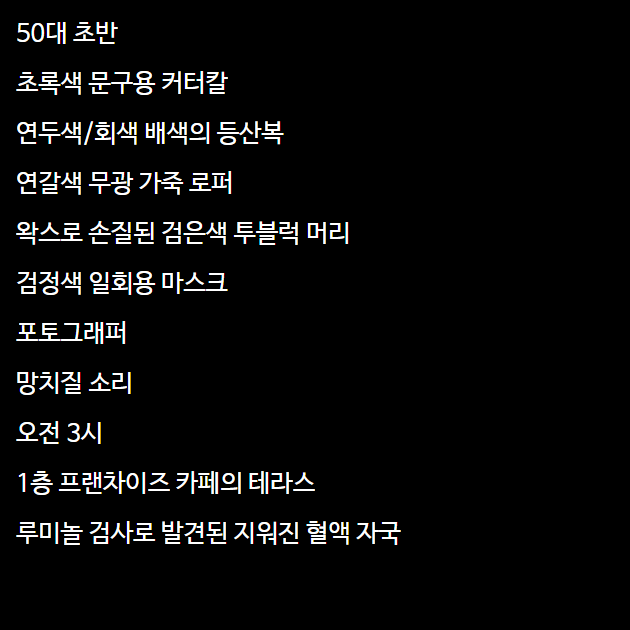 50대 초반
초록색 문구용 커터칼
연두색/회색 배색의 등산복
연갈색 무광 가죽 로퍼
왁스로 손질된 검은색 투블럭 머리
검정색 일회용 마스크
포토그래퍼
망치질 소리
오전 3시
1층 프랜차이즈 카페의 테라스
루미놀 검사로 발견된 지워진 혈액 자국